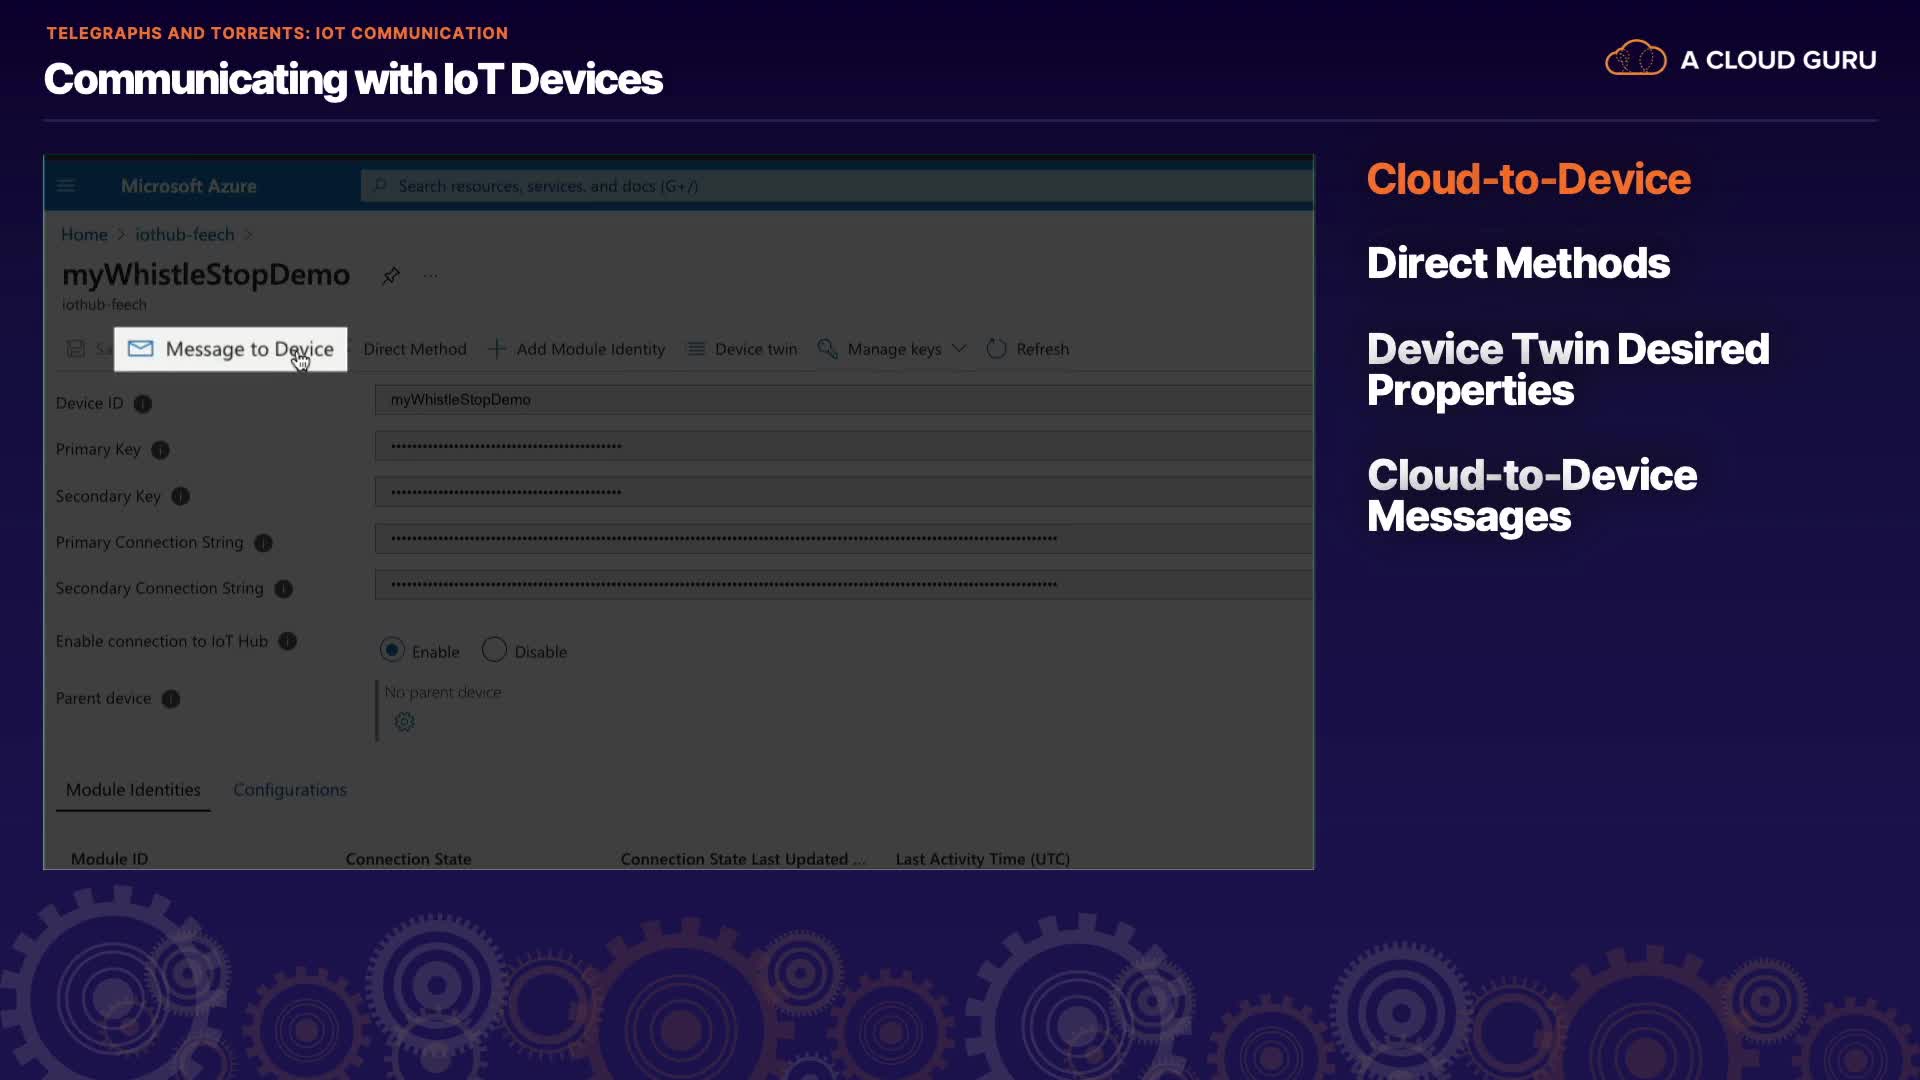 TELEGRAPHS AND TORRENTS: IOT COMMUNICATION
Communicating with IoT Devices
A CLOUD GURU
Microsoft Azure
Search resources, services, and docs (G+/)
Home > iothub-feech >
myWhistleStopDemo ...
iothub-feech
Message to Device Direct Method Add Module Identity Device twin Manage keys Refresh
Device ID myWhistleStopDemo
Primary Key
Secondary Key
Primary Connection String
Secondary Connection String
Enable connection to IoT Hub Enable Disable
Parent device No parent device
Module Identities Configurations
Module ID Connection State Connection State Last Updated ... Last Activity Time (UTC)
Cloud-to-Device
Direct Methods
Device Twin Desired
Properties
Cloud-to-Device
Messages